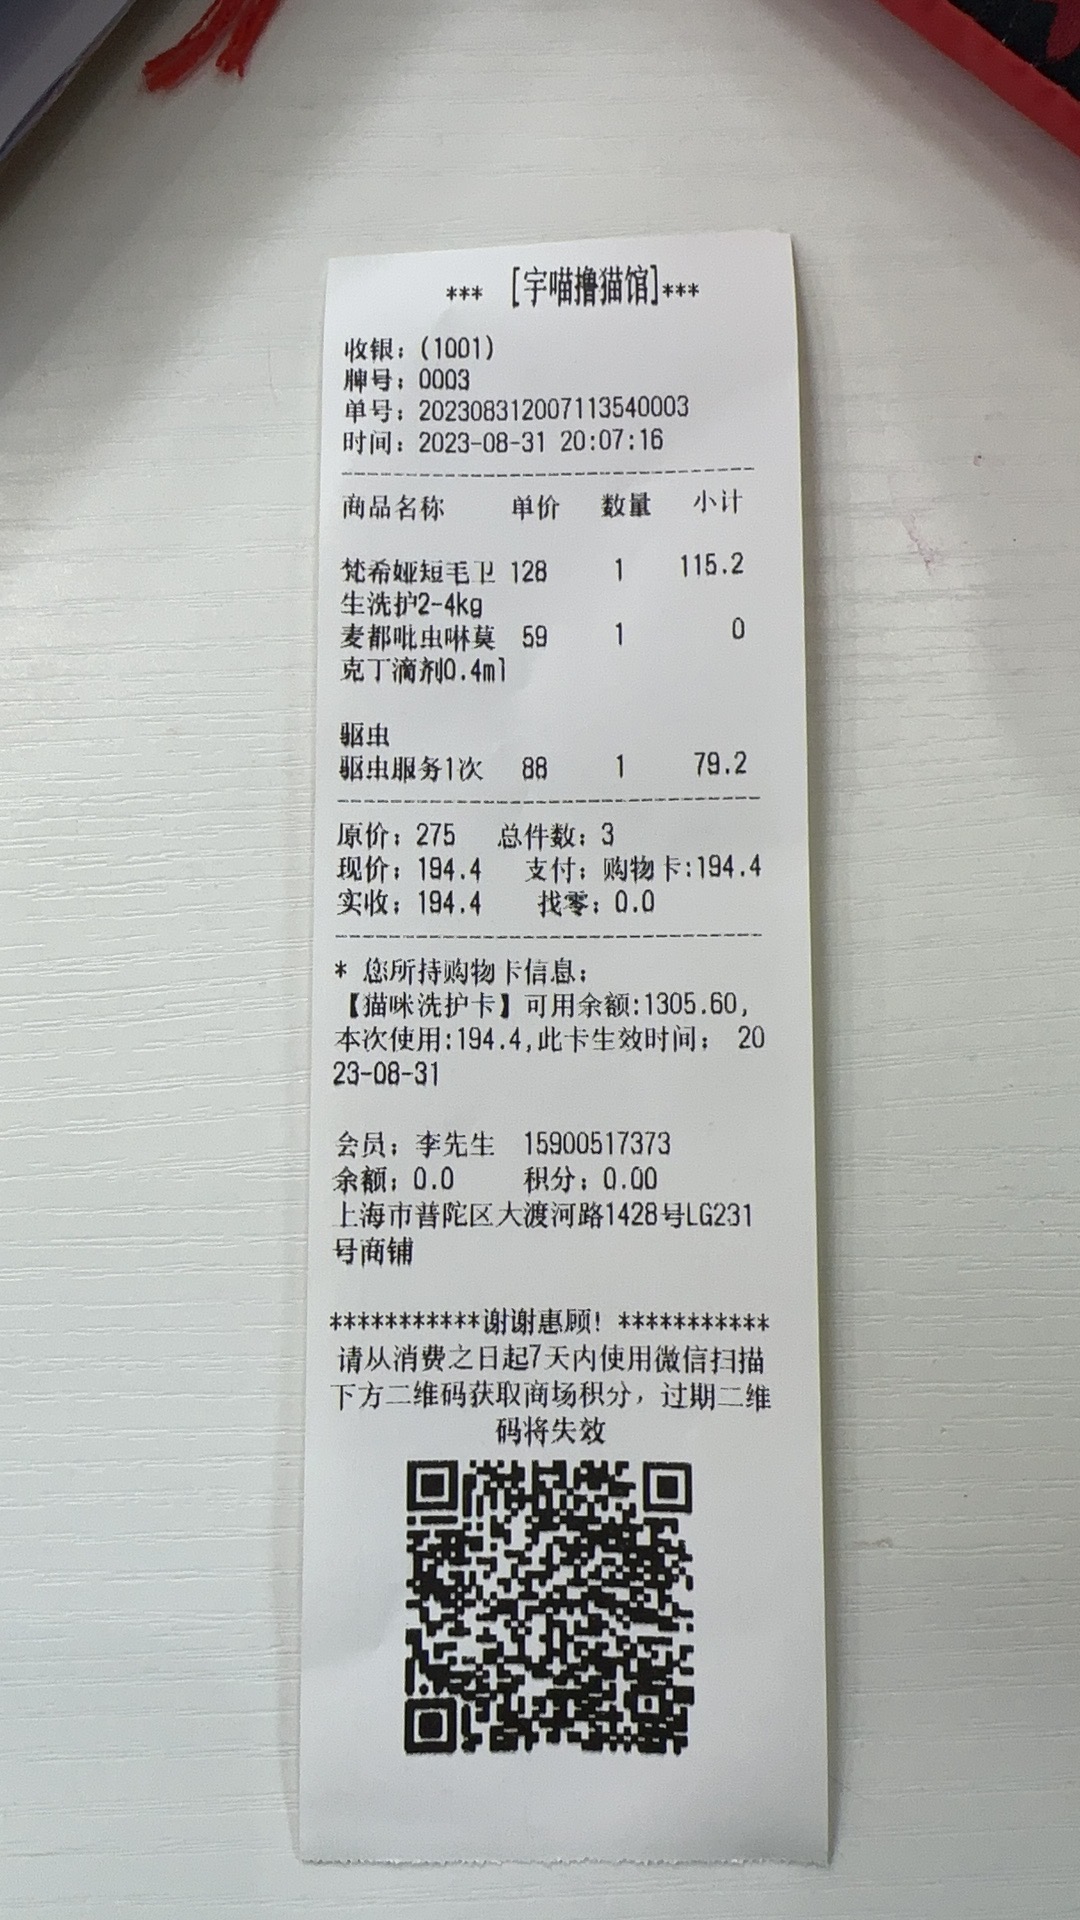 *** [宇喵撸猫馆]***
收银：(1001)
牌号：0003
单号：202308312007113540003
时间：2023-08-31 20:07:16
商品名称 单价 数量 小计
梵希娅短毛卫 128 1 115.2
生洗护2-4kg
麦都吡虫啉莫 59 1 0
克丁滴剂0.4ml
驱虫
驱虫服务1次 88 1 79.2
原价：275 总件数：3
现价：194.4 支付：购物卡:194.4
实收：194.4 找零：0.0
* 您所持购物卡信息：
【猫咪洗护卡】可用余额:1305.60,
本次使用:194.4,此卡生效时间： 20
23-08-31
会员：李先生 15900517373
余额：0.0 积分：0.00
上海市普陀区大渡河路1428号LG231
号商铺
***********谢谢惠顾! ***********
请从消费之日起7天内使用微信扫描
下方二维码获取商场积分，过期二维
码将失效